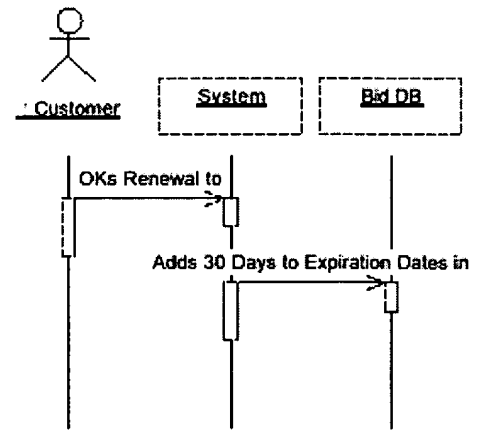 : Customer
System
Bid DB
OKs Renewal to
Adds 30 Days to Expiration Dates in